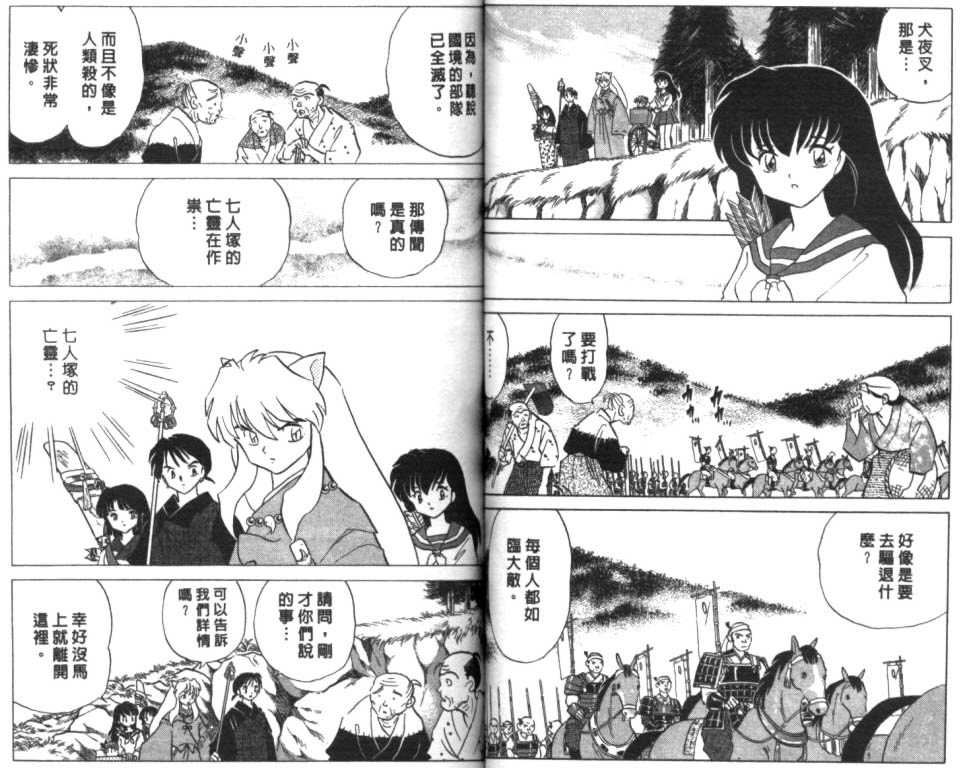 犬夜叉，
那是…
要打戰
了嗎？
不……
好像是要
去驅退什
麼？
每個人都如
臨大敵。
因為，聽說
國境的部隊
已全滅了。
小聲
小聲
小聲
而且不像是
人類殺的，
死狀非常
淒慘。
那傳聞
是真的
嗎？
七人塚的
亡靈在作
祟…
七人塚的
亡靈…？
請問，剛
才你們說
的事…
可以告訴
我們詳情
嗎？
幸好沒馬
上就離開
這裡。